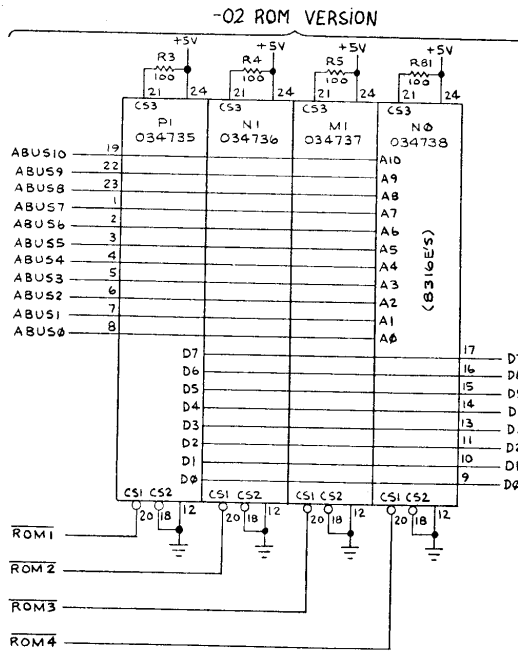 -02 ROM VERSION
+5V +5V +5V +5V
R3 R4 R5 R81
100 100 100 100
21 24 21 24 21 24 21 24
CS3 CS3 CS3 CS3
P1 N1 M1 NØ
034735 034736 034737 034738
ABUS10 19 A10
ABUS9 22 A9
ABUS8 23 A8
ABUS7 1 A7
ABUS6 2 A6
ABUS5 3 A5
ABUS4 4 A4
ABUS3 5 A3
ABUS2 6 A2
ABUS1 7 A1
ABUSØ 8 AØ
(8316E'S)
D7 17
D6 16
D5 15
D4 14
D3 13
D2 11
D1 10
DØ 9 DØ
CS1 CS2 CS1 CS2 CS1 CS2 CS1 CS2
20 18 12 20 18 12 20 18 12 20 18 12
ROM1
ROM2
ROM3
ROM4